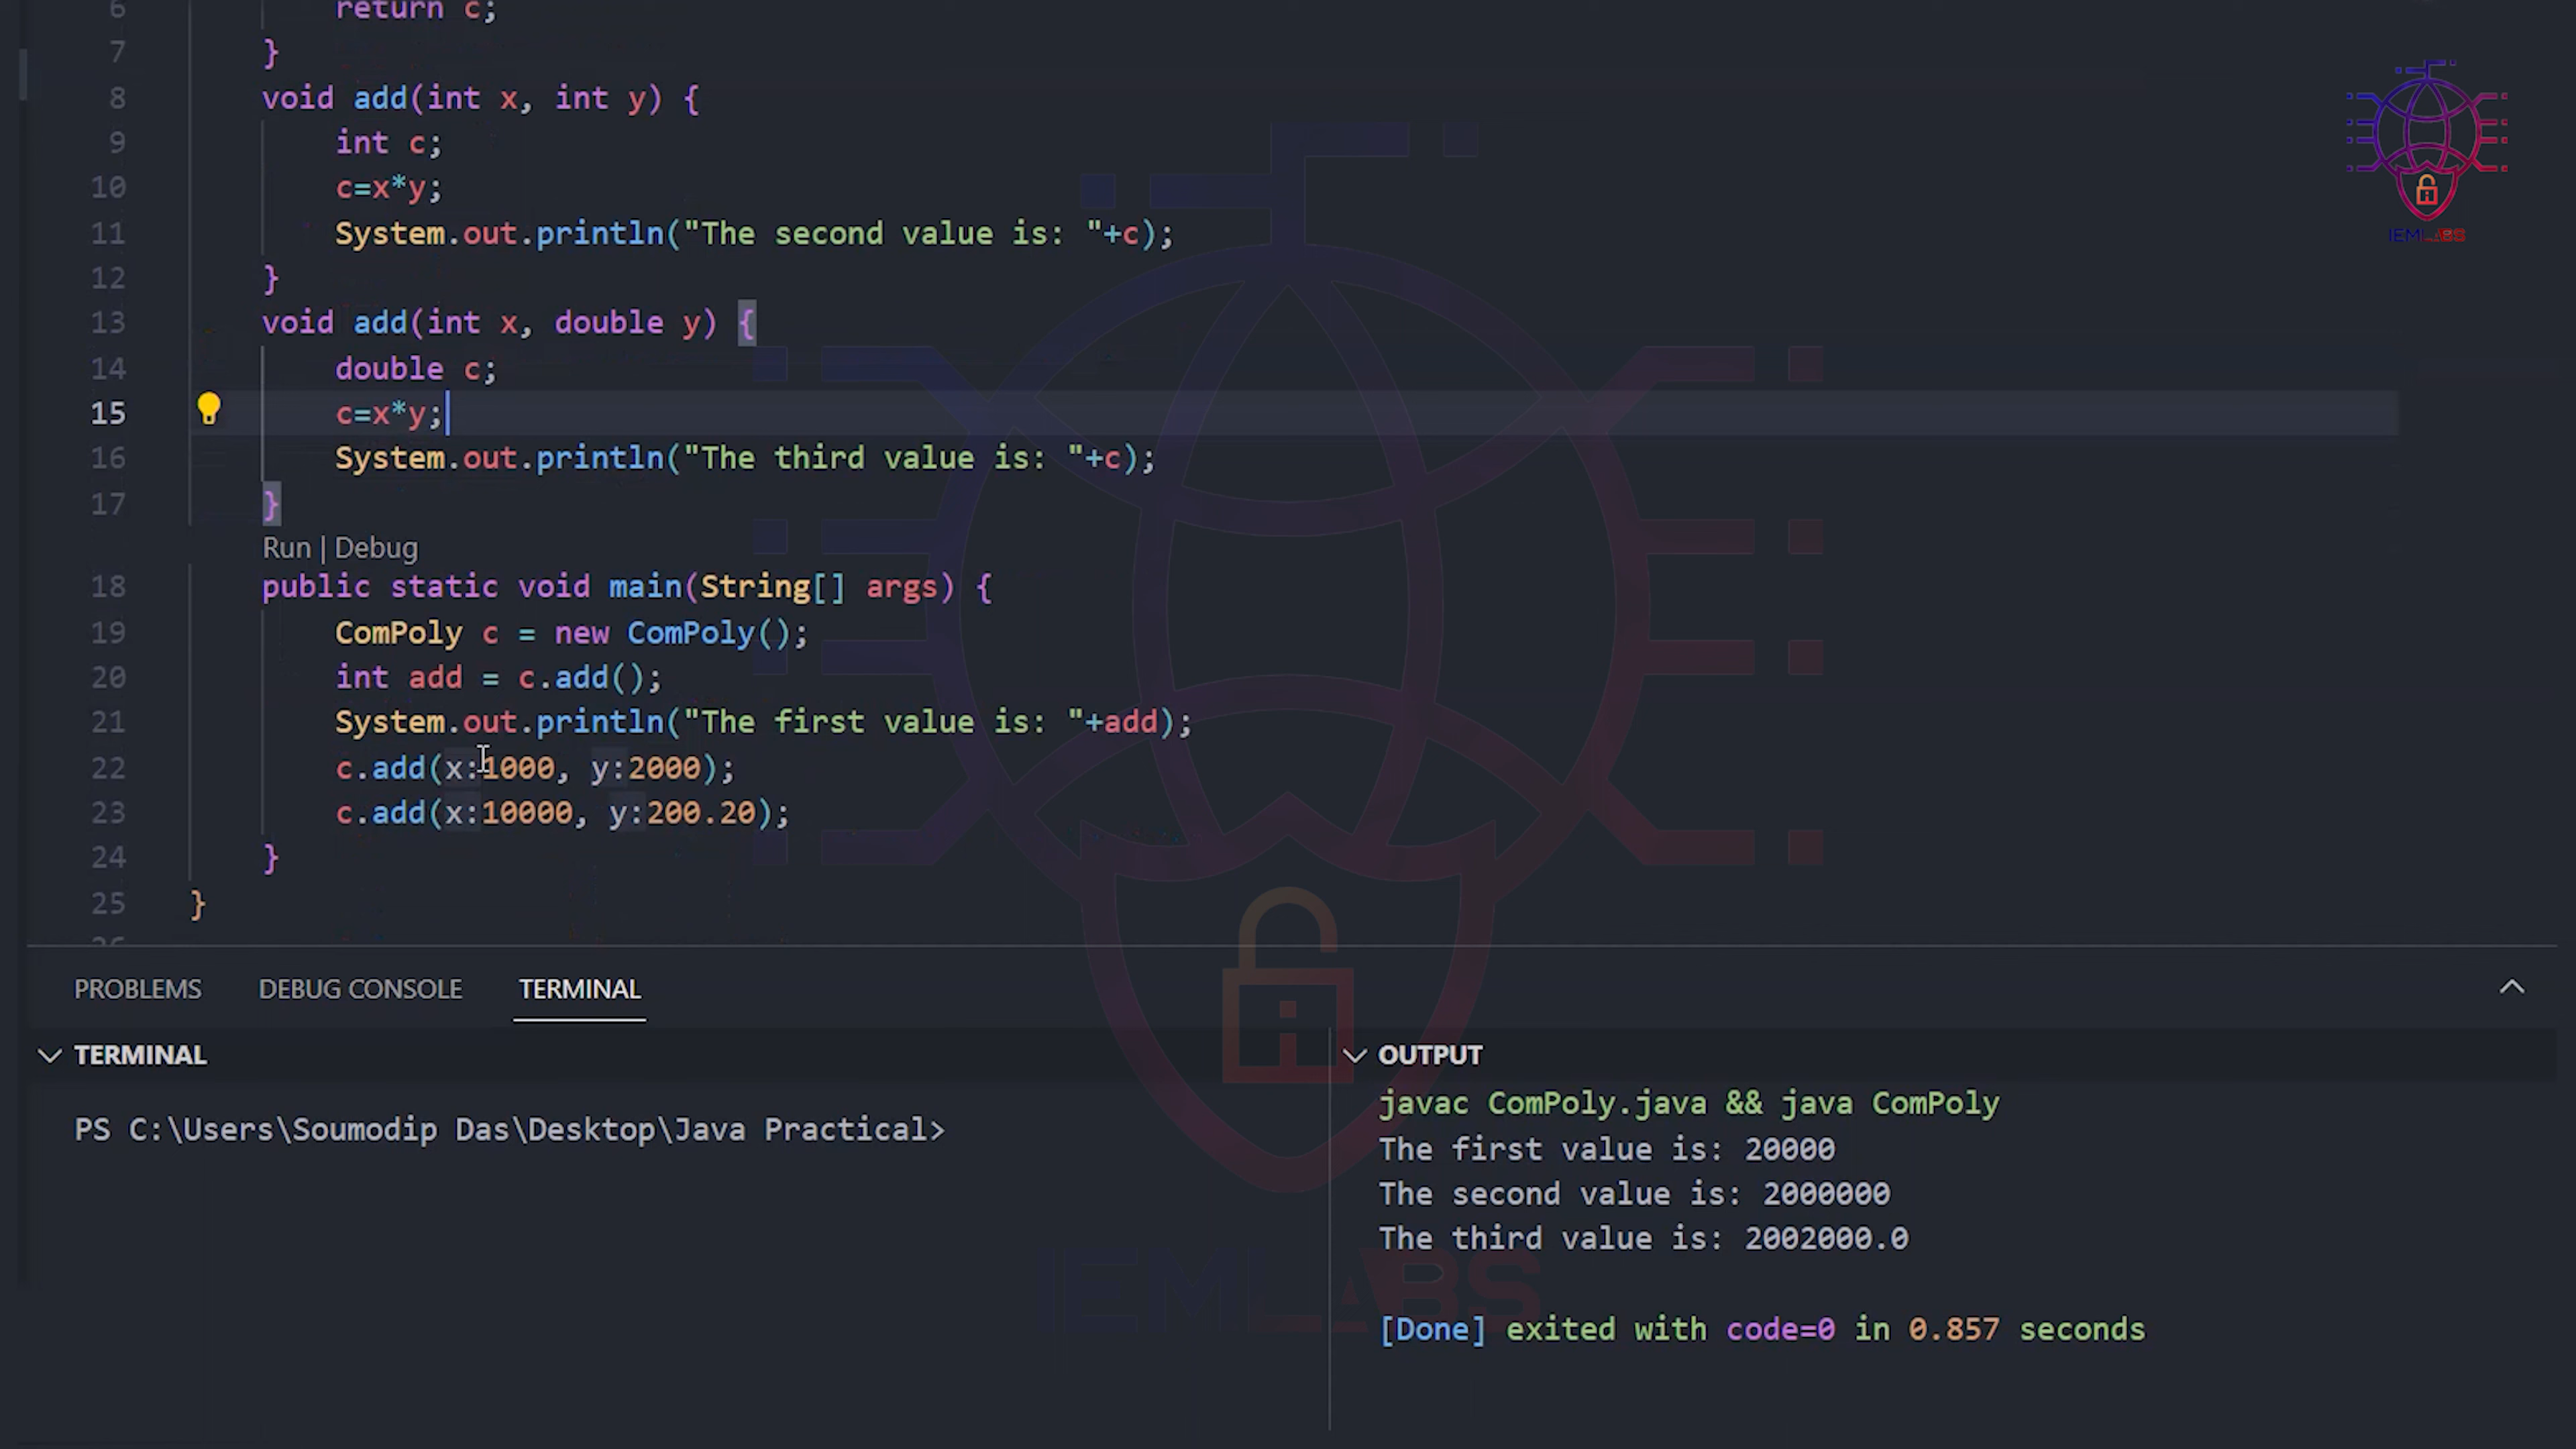 6 return c;
7 }
8 void add(int x, int y) {
9 int c;
10 c=x*y;
11 System.out.println("The second value is: "+c);
12 }
13 void add(int x, double y) {
14 double c;
15 c=x*y;
16 System.out.println("The third value is: "+c);
17 }
Run | Debug
18 public static void main(String[] args) {
19 ComPoly c = new ComPoly();
20 int add = c.add();
21 System.out.println("The first value is: "+add);
22 c.add(x:1000, y:2000);
23 c.add(x:10000, y:200.20);
24 }
25 }
26
PROBLEMS DEBUG CONSOLE TERMINAL
TERMINAL
PS C:\Users\Soumodip Das\Desktop\Java Practical>
OUTPUT
javac ComPoly.java && java ComPoly
The first value is: 20000
The second value is: 2000000
The third value is: 2002000.0
[Done] exited with code=0 in 0.857 seconds
IEMLABS
IEMLABS